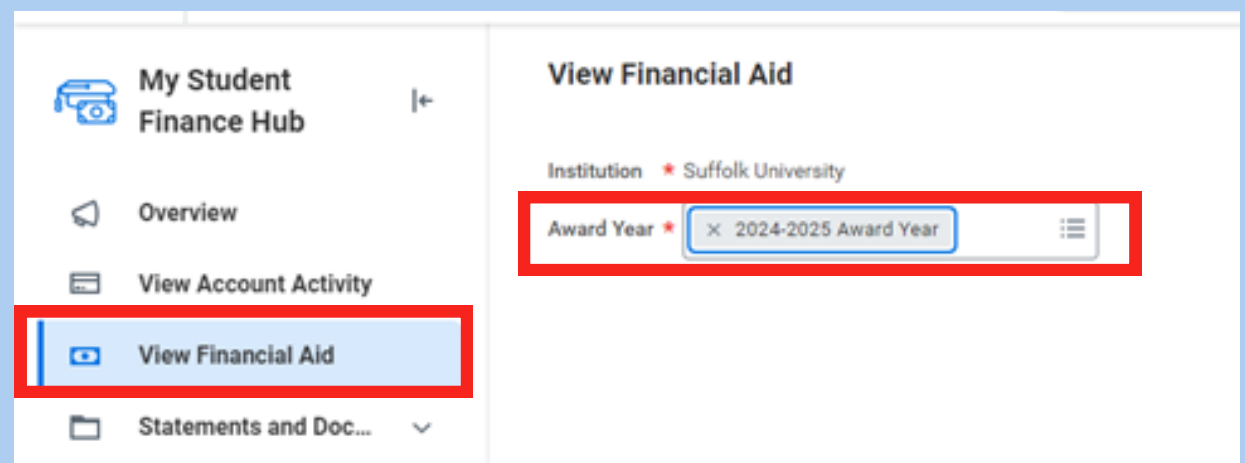 My Student
Finance Hub
Overview
View Account Activity
View Financial Aid
Statements and Doc...
View Financial Aid
Institution * Suffolk University
Award Year * × 2024-2025 Award Year